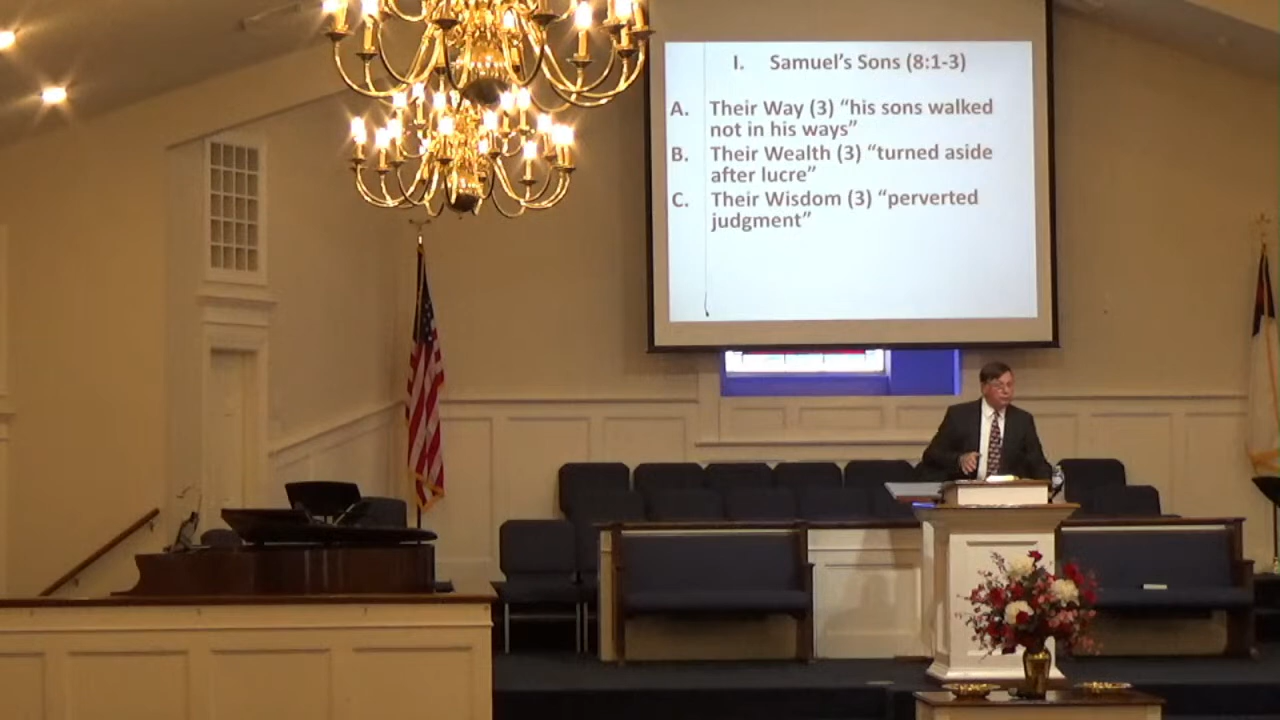 I. Samuel’s Sons (8:1-3)
A. Their Way (3) “his sons walked
not in his ways”
B. Their Wealth (3) “turned aside
after lucre”
C. Their Wisdom (3) “perverted
judgment”